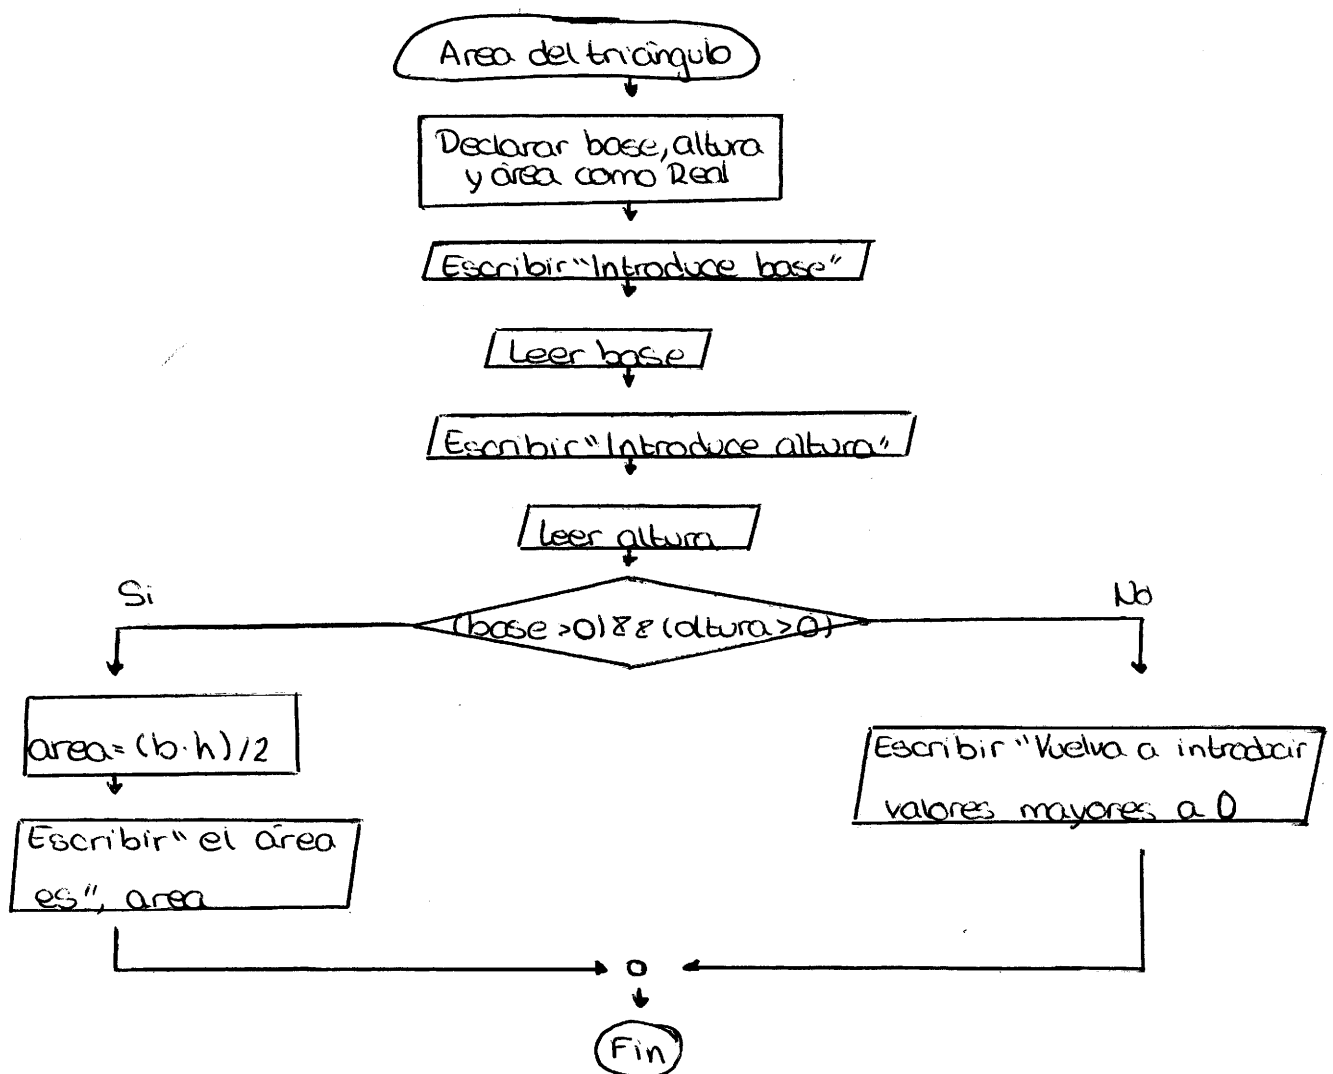 Area del triángulo
Declarar base, altura
y área como Real
Escribir "Introduce base"
Leer base
Escribir "Introduce altura"
Leer altura
Si
No
(base >0) && (altura >0)
area= (b·h)/2
Escribir "Vuelva a introducir
valores mayores a 0
Escribir "el área
es", area
Fin